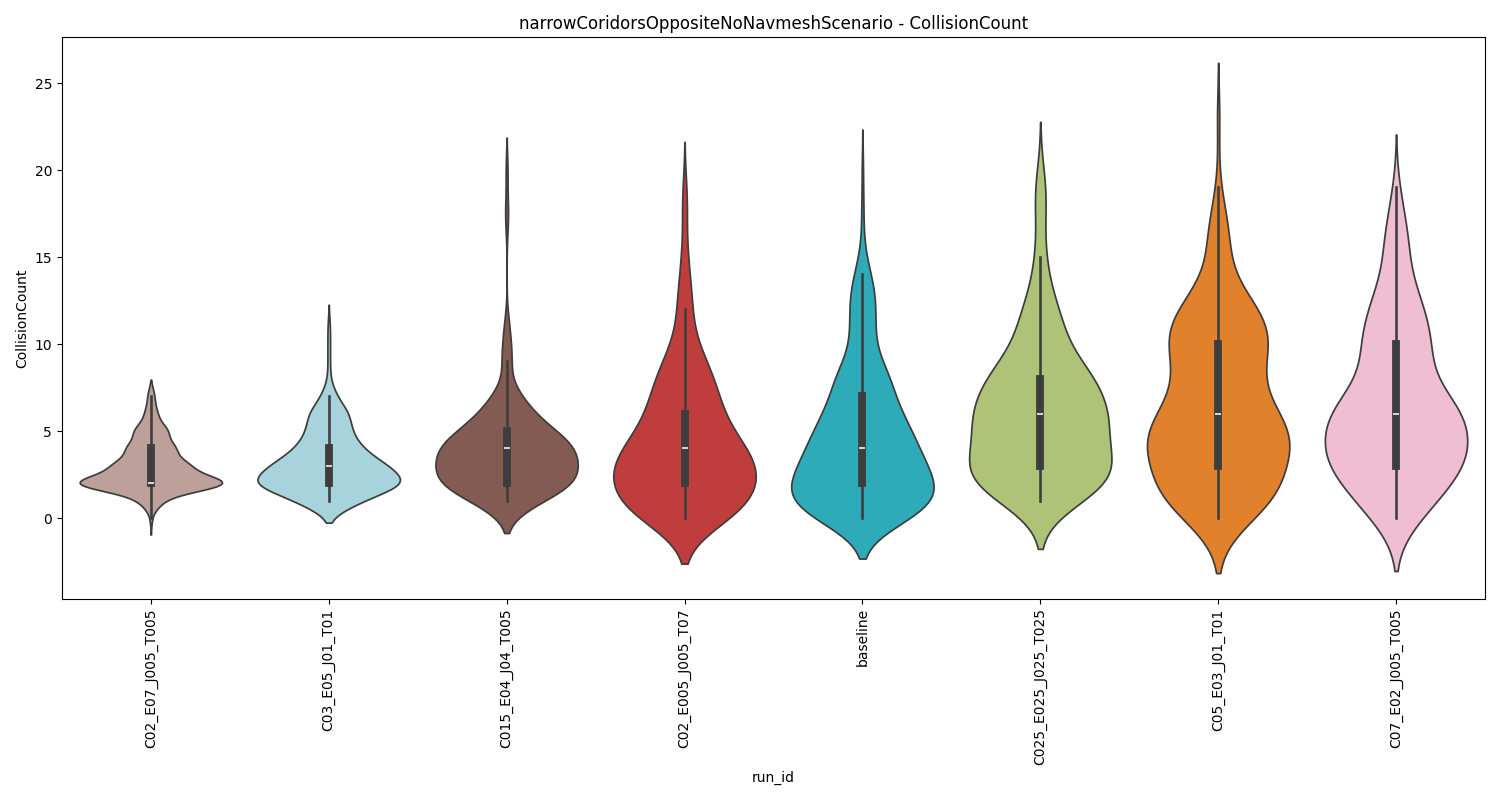 narrowCoridorsOppositeNoNavmeshScenario - CollisionCount
CollisionCount
25
20
15
10
5
0
C02_E07_J005_T005
C03_E05_J01_T01
C015_E04_J04_T005
C02_E005_J005_T07
baseline
C025_E025_J025_T025
C05_E03_J01_T01
C07_E02_J005_T005
run_id